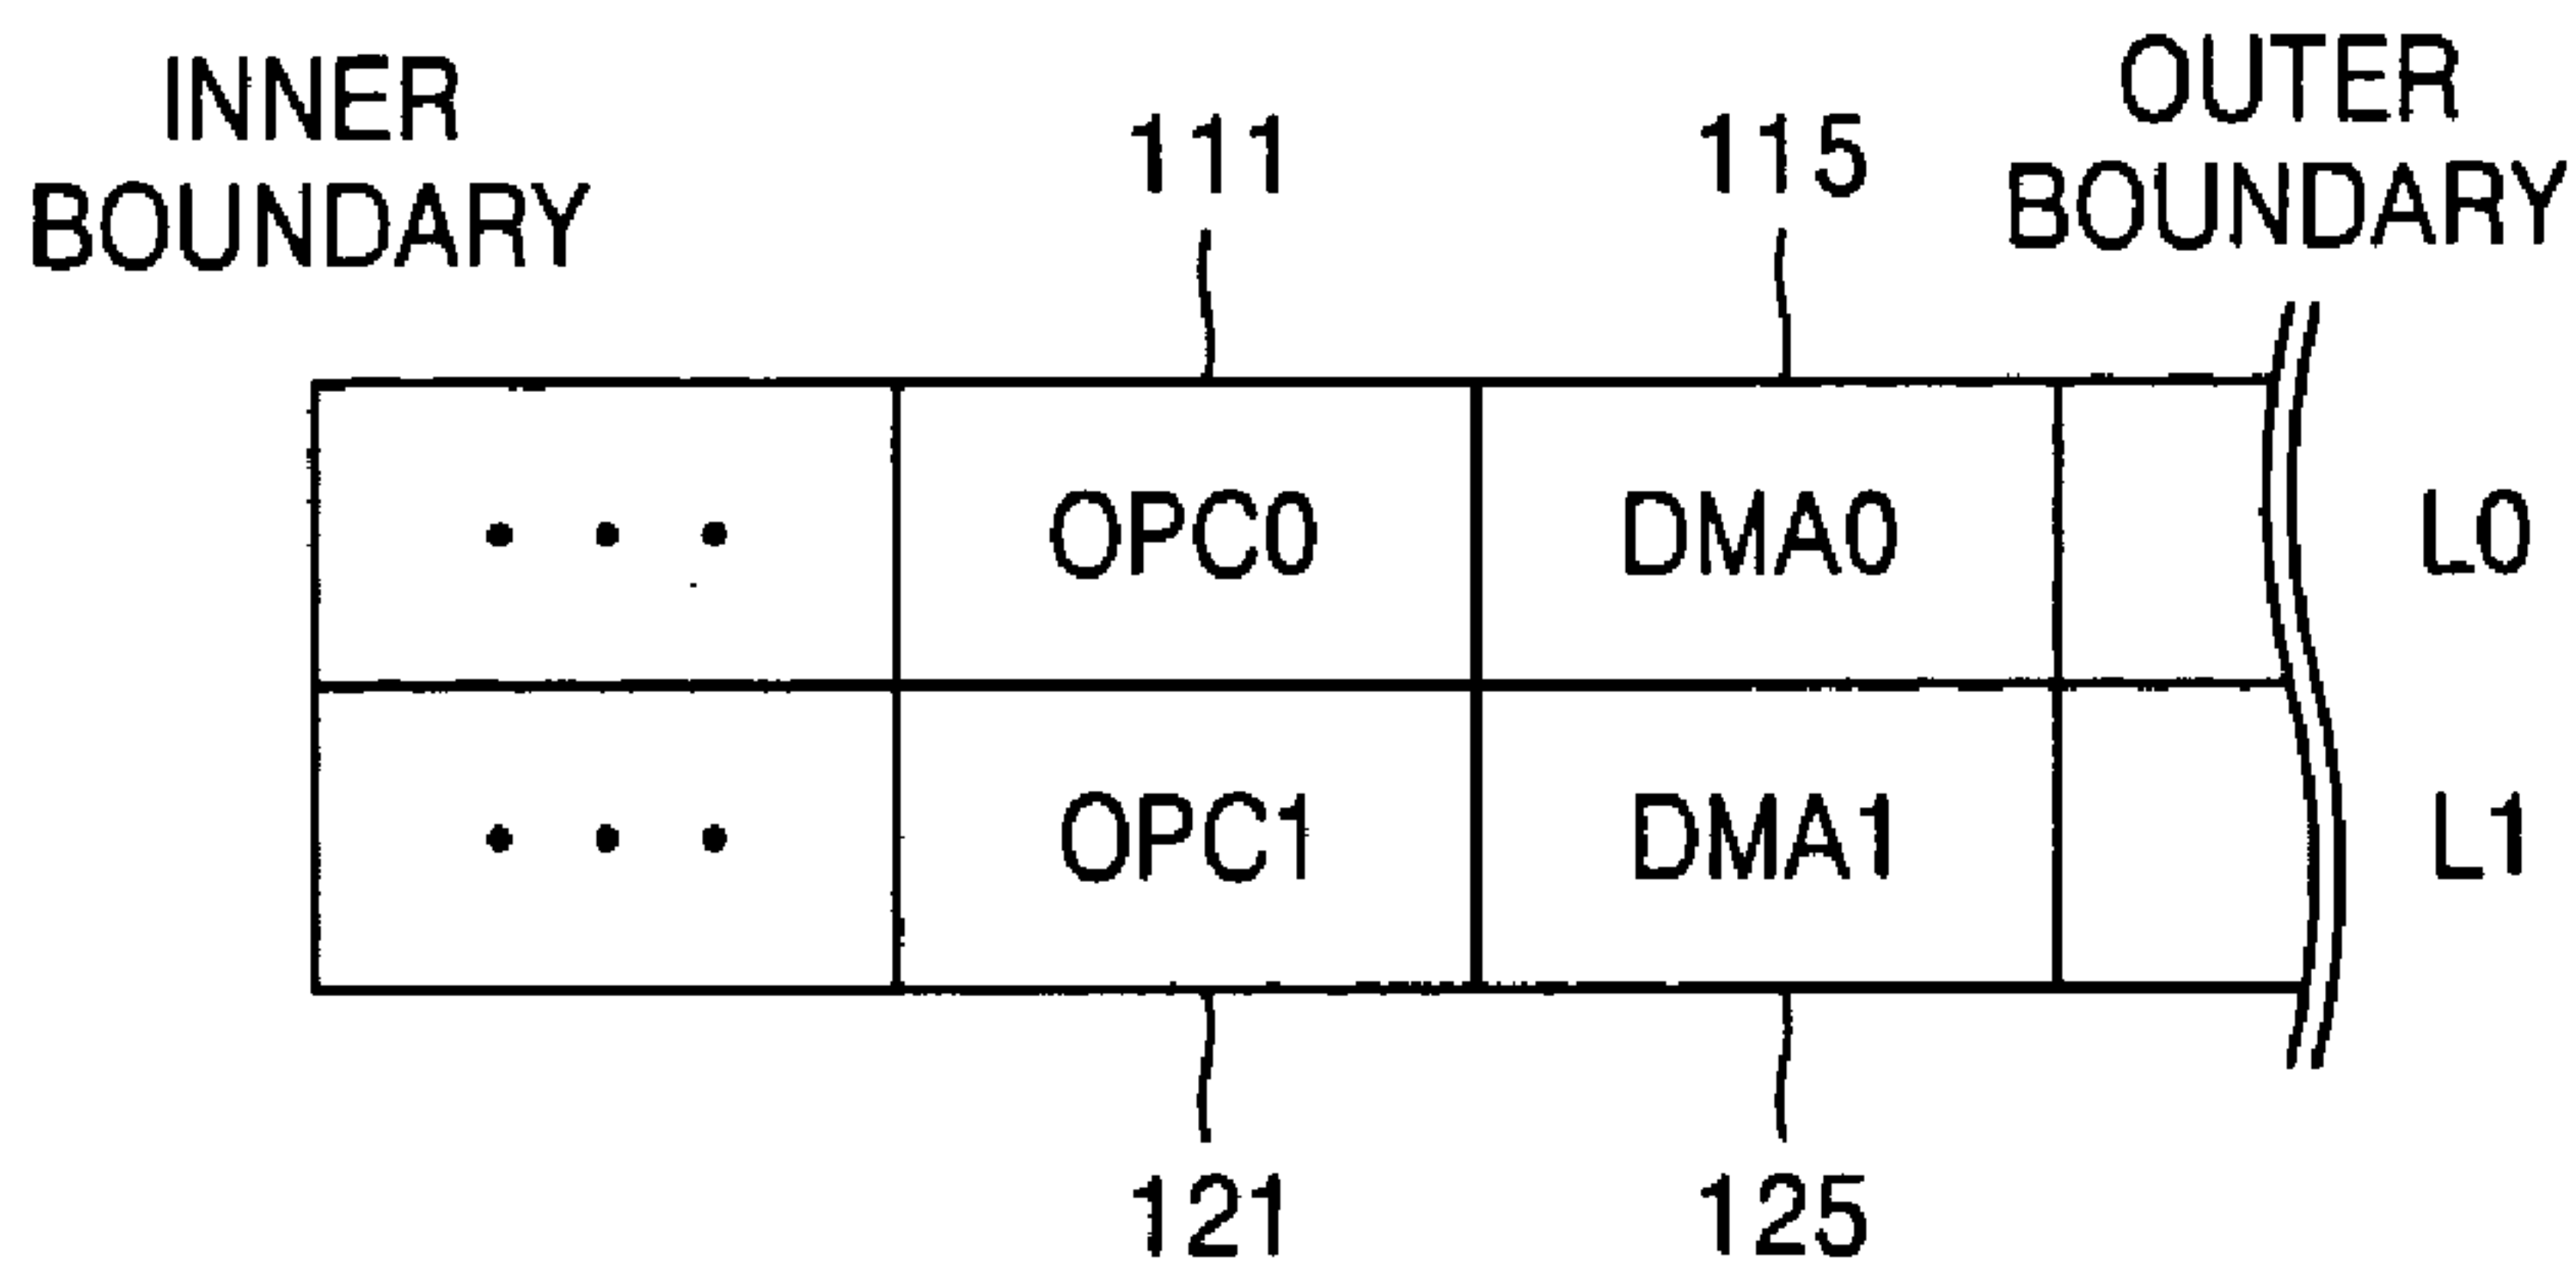 INNER
BOUNDARY
111
115
OUTER
BOUNDARY
• • •
OPC0
DMA0
L0
• • •
OPC1
DMA1
L1
121
125